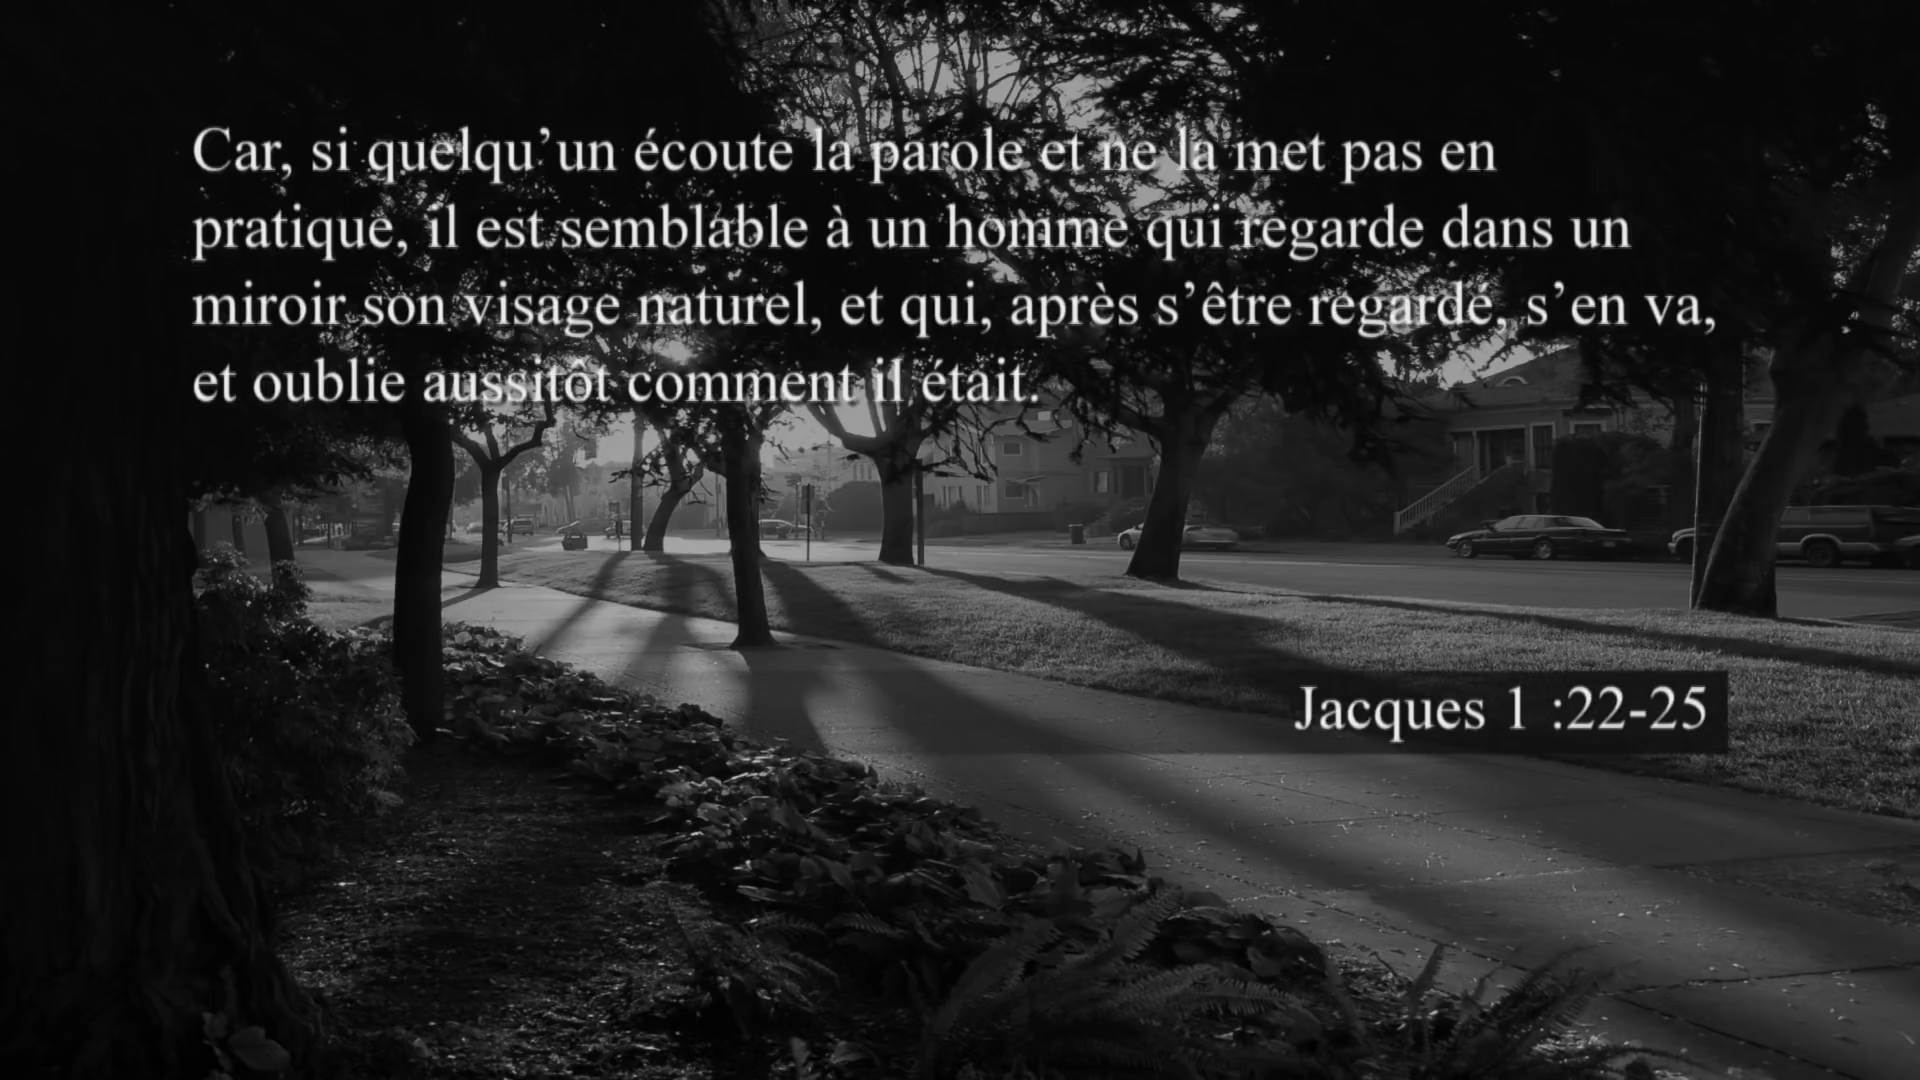 Car, si quelqu’un écoute la parole et ne la met pas en
pratique, il est semblable à un homme qui regarde dans un
miroir son visage naturel, et qui, après s’être regardé, s’en va,
et oublie aussitôt comment il était.
Jacques 1 :22-25